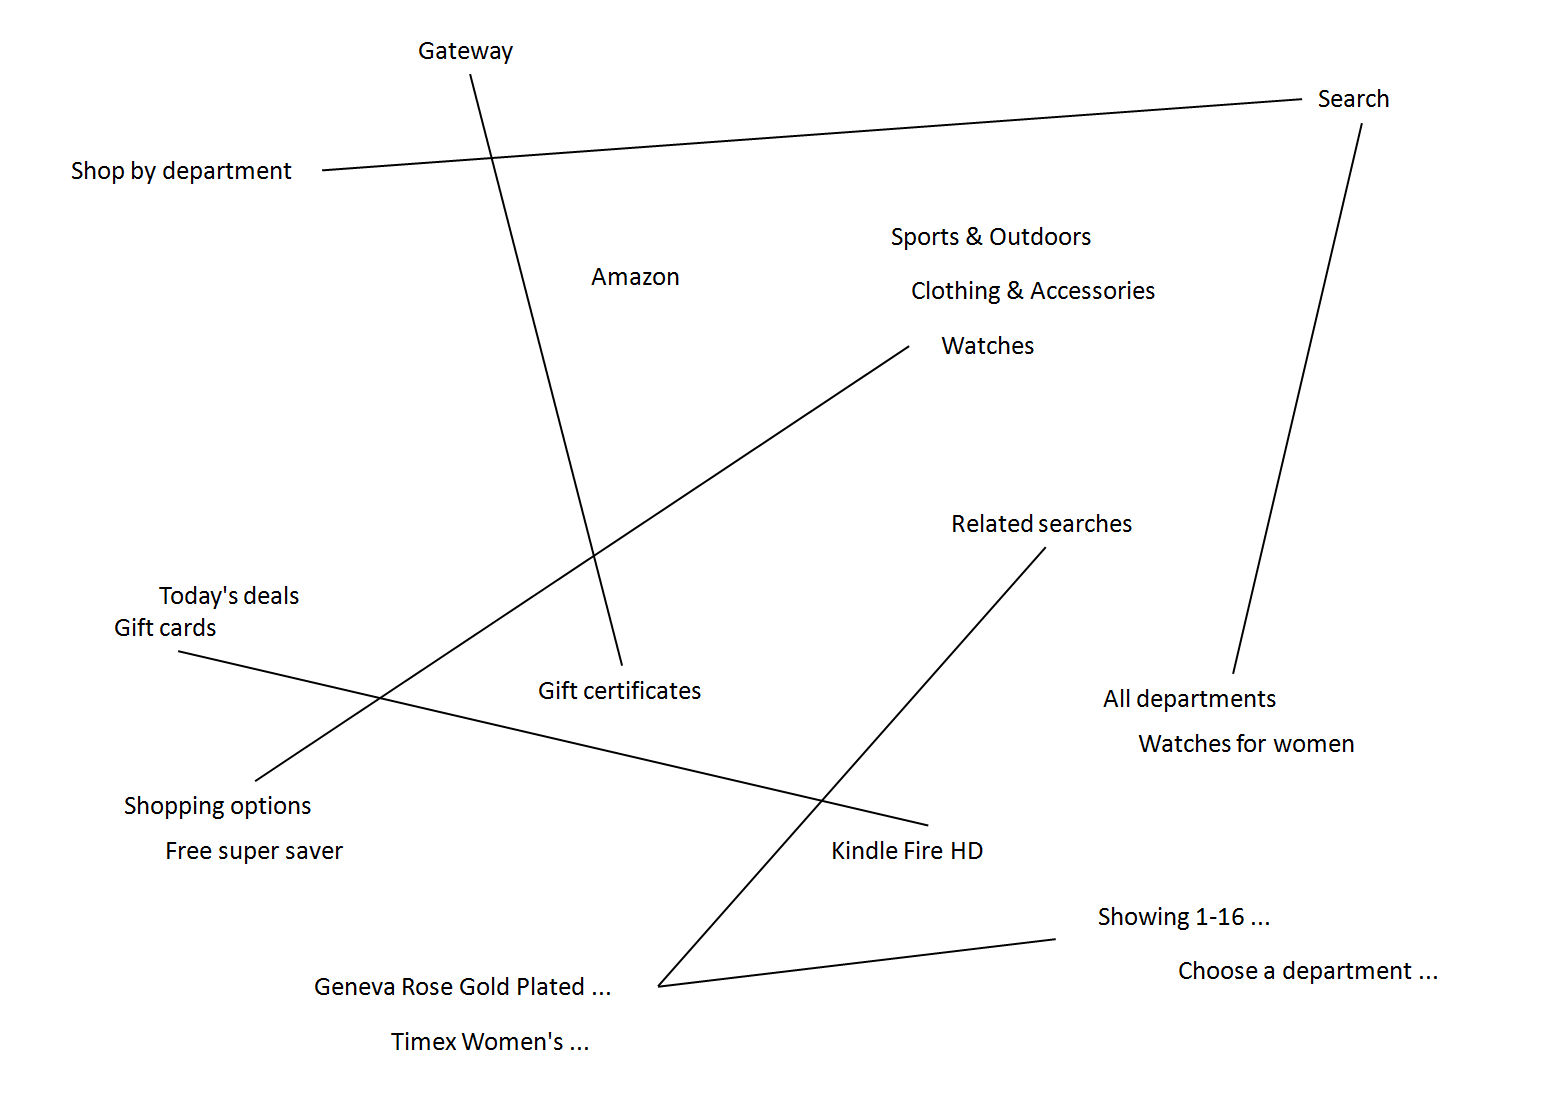 Gateway
Search
Shop by department
Sports & Outdoors
Amazon
Clothing & Accessories
Watches
Related searches
Today's deals
Gift cards
Gift certificates
All departments
Watches for women
Shopping options
Free super saver
Kindle Fire HD
Showing 1-16 ...
Choose a department ...
Geneva Rose Gold Plated ...
Timex Women's ...